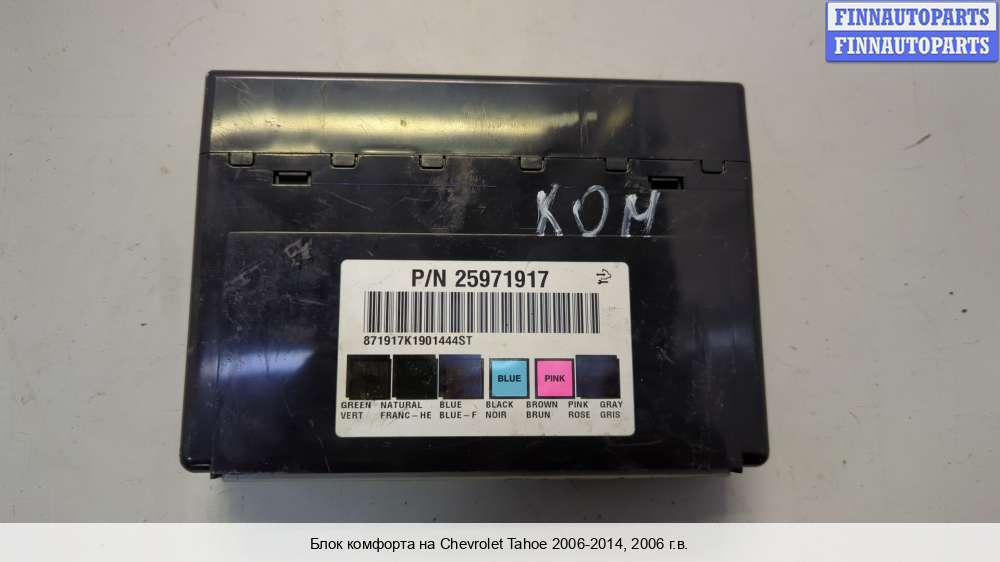 FINNAUTOPARTS
FINNAUTOPARTS
КОМ
P/N 25971917
871917K1901444ST
BLUE PINK
GREEN NATURAL BLUE BLACK BROWN PINK GRAY
VERT FRANC-HE BLUE-F NOIR BRUN ROSE GRIS
Блок комфорта на Chevrolet Tahoe 2006-2014, 2006 г.в.